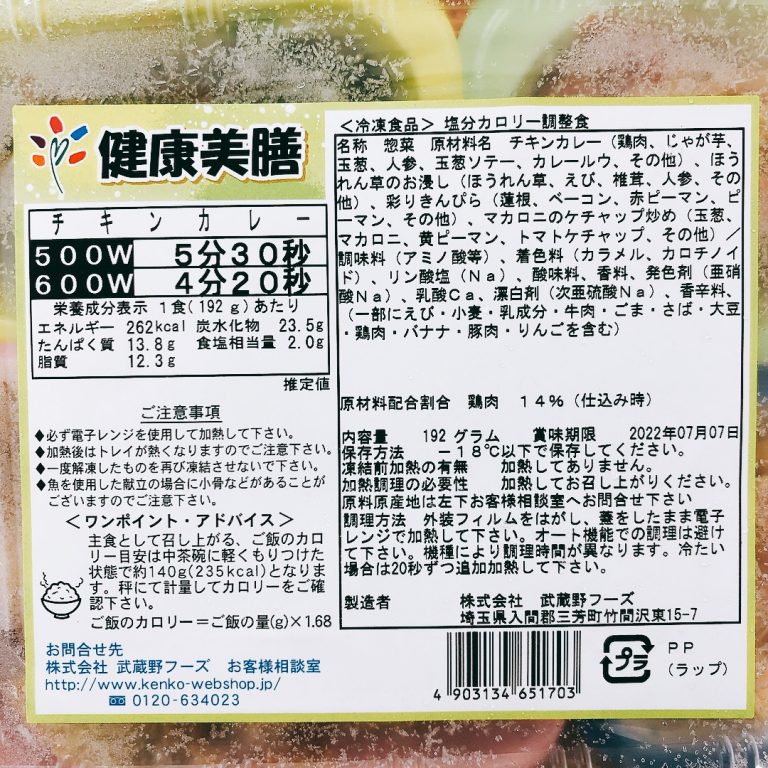 健康美膳
チキンカレー
500W 5分30秒
600W 4分20秒
栄養成分表示 1食(192g)あたり
エネルギー 262kcal 炭水化物 23.5g
たんぱく質 13.8g 食塩相当量 2.0g
脂質 12.3g
推定値
ご注意事項
◆必ず電子レンジを使用して加熱して下さい。
◆加熱後はトレイが熱くなりますのでご注意下さい。
◆一度解凍したものを再び凍結させないで下さい。
◆魚を使用した献立の場合に小骨などがあることが
ございますのでご注意下さい。
＜ワンポイント・アドバイス＞
主食として召し上がる、ご飯のカロ
リー目安は中茶碗に軽くもりつけた
状態で約140g(235kcal)となりま
す。秤にて計量してカロリーをご確
認下さい。
ご飯のカロリー＝ご飯の量(g)×1.68
お問合せ先
株式会社 武蔵野フーズ お客様相談室
http://www.kenko-webshop.jp/
0120-634023
＜冷凍食品＞ 塩分カロリー調整食
名称 惣菜 原材料名 チキンカレー（鶏肉、じゃが芋、
玉葱、人参、玉葱ソテー、カレールウ、その他）、ほう
れん草のお浸し（ほうれん草、えび、椎茸、人参、その他
）、彩りきんぴら（蓮根、ベーコン、赤ピーマン、ピ
ーマン、その他）、マカロニのケチャップ炒め（玉葱、
マカロニ、黄ピーマン、トマトケチャップ、その他）／
調味料（アミノ酸等）、着色料（カラメル、カロチノイ
ド）、リン酸塩（Na）、酸味料、香料、発色剤（亜硝
酸Na）、乳酸Ca、漂白剤（次亜硫酸Na）、香辛料、
（一部にえび・小麦・乳成分・牛肉・ごま・さば・大豆
・鶏肉・バナナ・豚肉・りんごを含む）
原材料配合割合 鶏肉 14％（仕込み時）
内容量 192グラム 賞味期限 2022年07月07日
保存方法 －18℃以下で保存してください。
凍結前加熱の有無 加熱してありません。
加熱調理の必要性 加熱してお召し上がりください。
原料原産地は左下お客様相談室へお問合せ下さい
調理方法 外装フィルムをはがし、蓋をしたまま電子
レンジで加熱して下さい。オート機能での調理は避け
て下さい。機種により調理時間が異なります。冷たい
場合は20秒ずつ追加加熱して下さい。
製造者 株式会社 武蔵野フーズ
埼玉県入間郡三芳町竹間沢東15-7
4 903134 651703
プラ
PP
（ラップ）